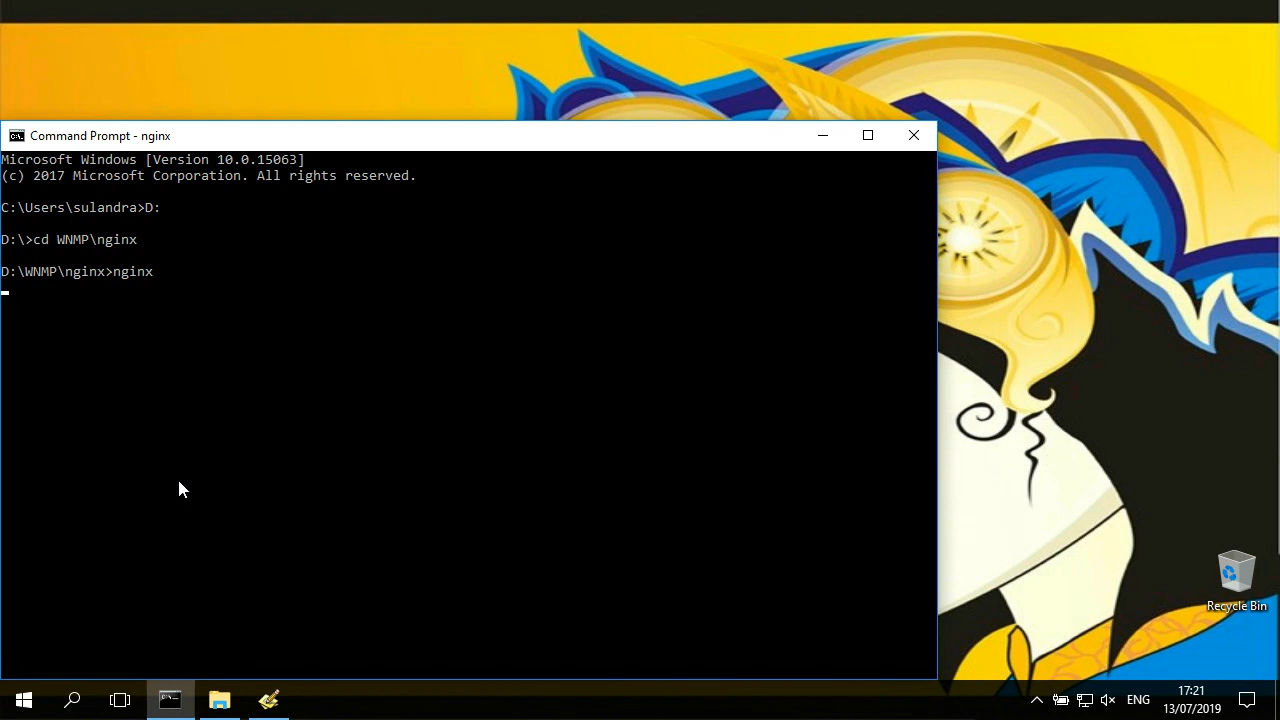 Command Prompt - nginx
Microsoft Windows [Version 10.0.15063]
(c) 2017 Microsoft Corporation. All rights reserved.
C:\Users\sulandra>D:
D:\>cd WNMP\nginx
D:\WNMP\nginx>nginx
Recycle Bin
ENG
17:21
13/07/2019